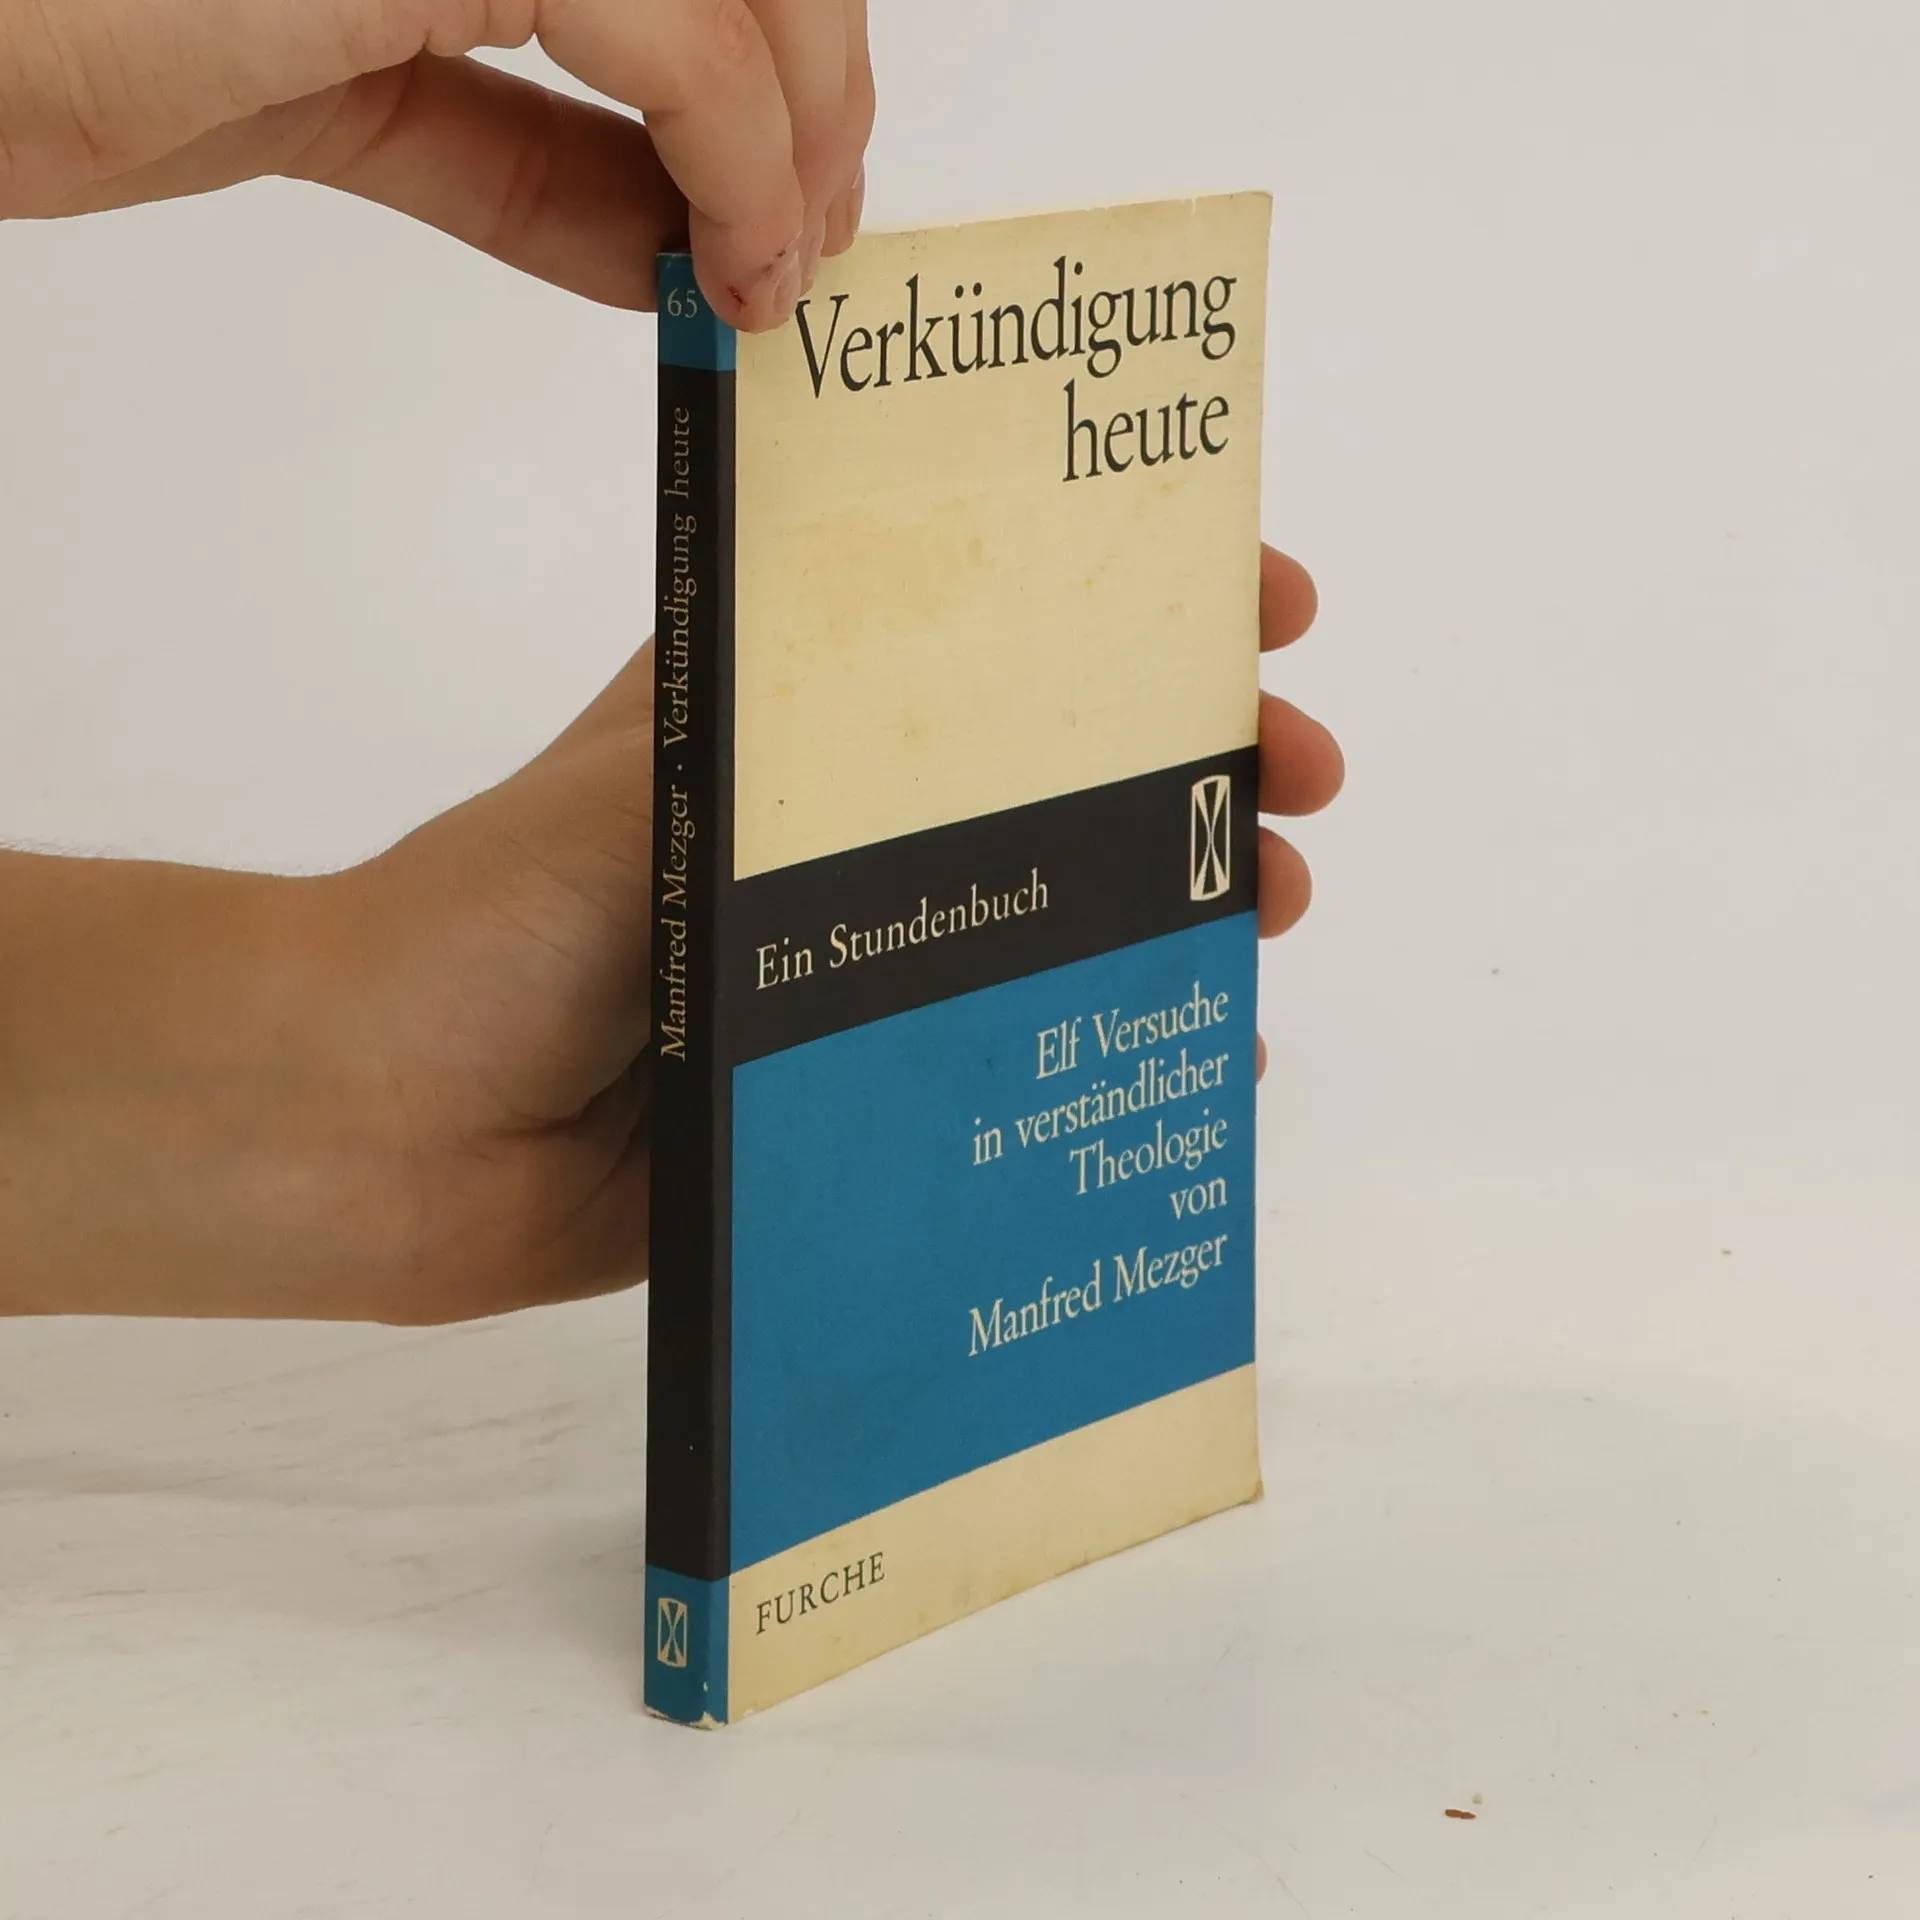 65
Manfred Mezger · Verkündigung heute
Verkündigung
heute
Ein Stundenbuch
Elf Versuche
in verständlicher
Theologie
von
Manfred Mezger
FURCHE